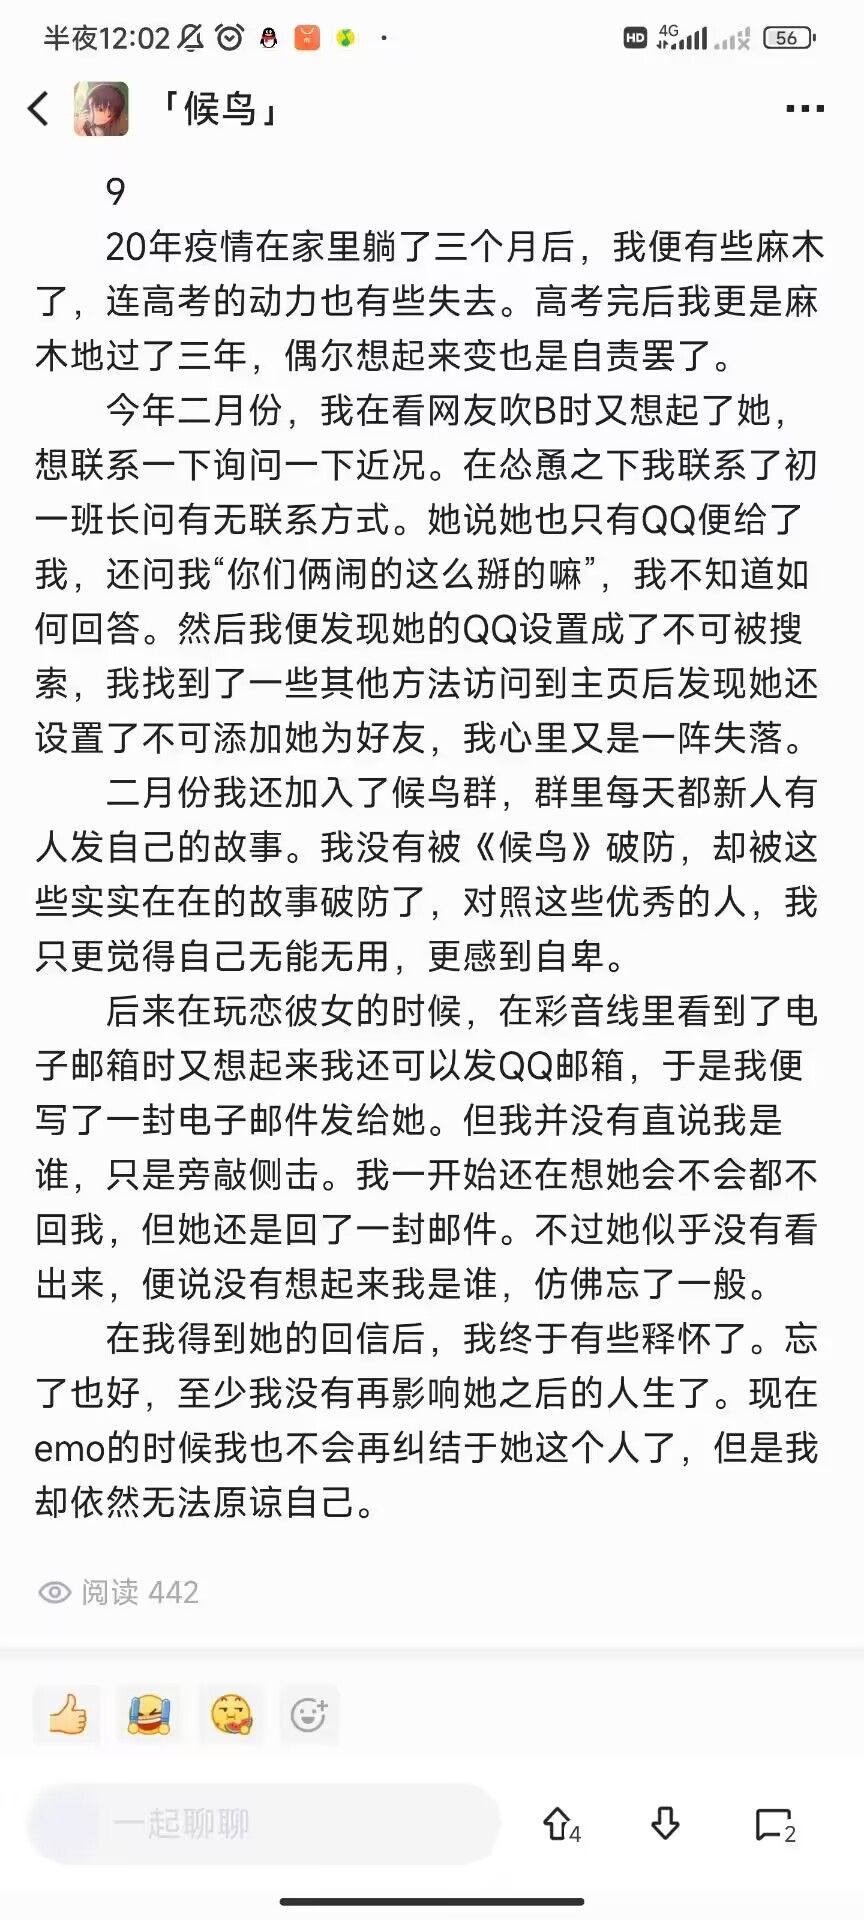 半夜12:02
HD 4G 56
「候鸟」
9
20年疫情在家里躺了三个月后，我便有些麻木
了，连高考的动力也有些失去。高考完后我更是麻
木地过了三年，偶尔想起来变也是自责罢了。
今年二月份，我在看网友吹B时又想起了她，
想联系一下询问一下近况。在怂恿之下我联系了初
一班长问有无联系方式。她说她也只有QQ便给了
我，还问我“你们俩闹的这么掰的嘛”，我不知道如
何回答。然后我便发现她的QQ设置成了不可被搜
索，我找到了一些其他方法访问到主页后发现她还
设置了不可添加她为好友，我心里又是一阵失落。
二月份我还加入了候鸟群，群里每天都新人有
人发自己的故事。我没有被《候鸟》破防，却被这
些实实在在的故事破防了，对照这些优秀的人，我
只更觉得自己无能无用，更感到自卑。
后来在玩恋彼女的时候，在彩音线里看到了电
子邮箱时又想起来我还可以发QQ邮箱，于是我便
写了一封电子邮件发给她。但我并没有直说我是
谁，只是旁敲侧击。我一开始还在想她会不会都不
回我，但她还是回了一封邮件。不过她似乎没有看
出来，便说没有想起来我是谁，仿佛忘了一般。
在我得到她的回信后，我终于有些释怀了。忘
了也好，至少我没有再影响她之后的人生了。现在
emo的时候我也不会再纠结于她这个人了，但是我
却依然无法原谅自己。
阅读 442
一起聊聊
4
2